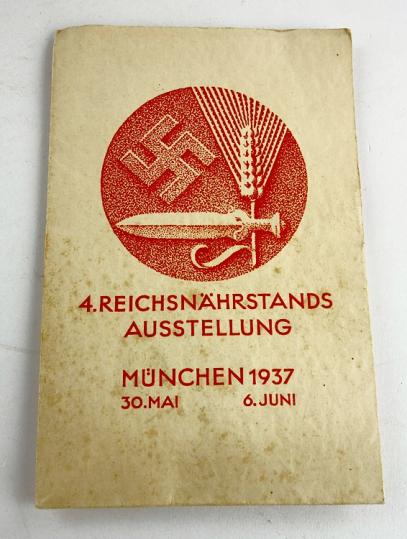 4. REICHSNÄHRSTANDS
AUSSTELLUNG
MÜNCHEN 1937
30. MAI 6. JUNI